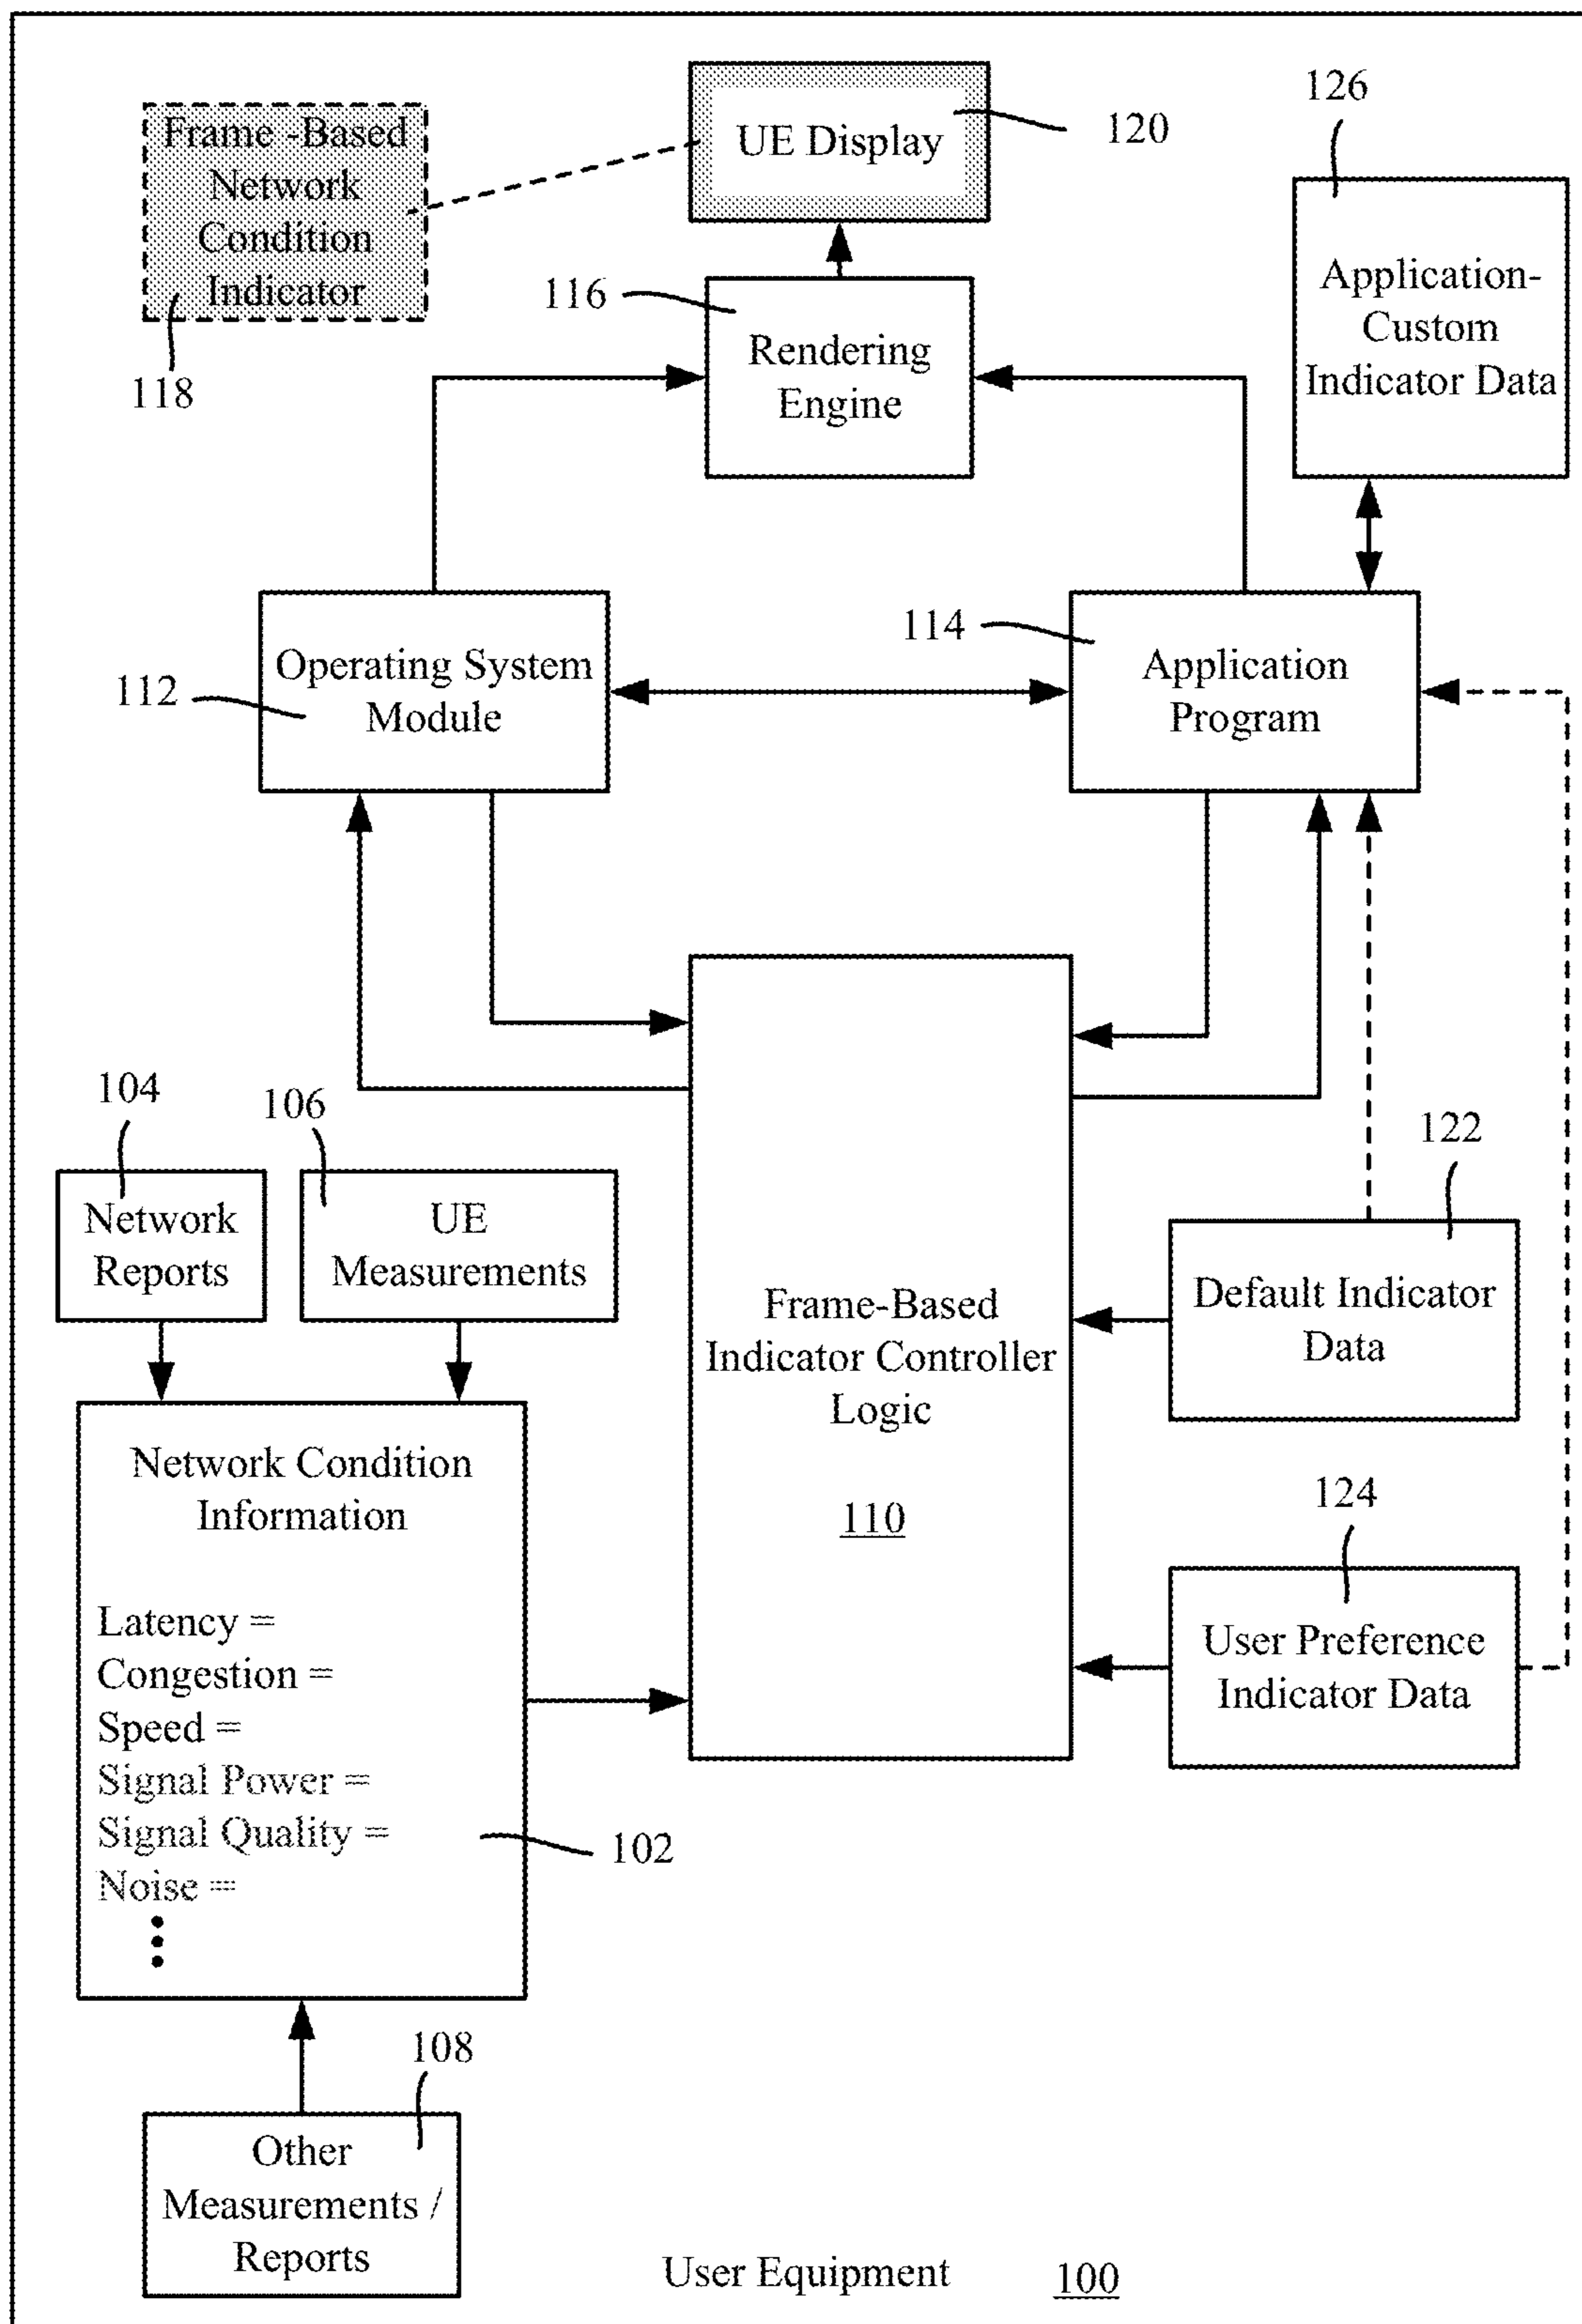 Frame -Based
Network
Condition
Indicator
118
UE Display
120
126
Application-
Custom
Indicator Data
116
Rendering
Engine
112
Operating System
Module
114
Application
Program
104
Network
Reports
106
UE
Measurements
Frame-Based
Indicator Controller
Logic
110
122
Default Indicator
Data
124
User Preference
Indicator Data
Network Condition
Information
Latency =
Congestion =
Speed =
Signal Power =
Signal Quality =
Noise =
102
108
Other
Measurements /
Reports
User Equipment 100